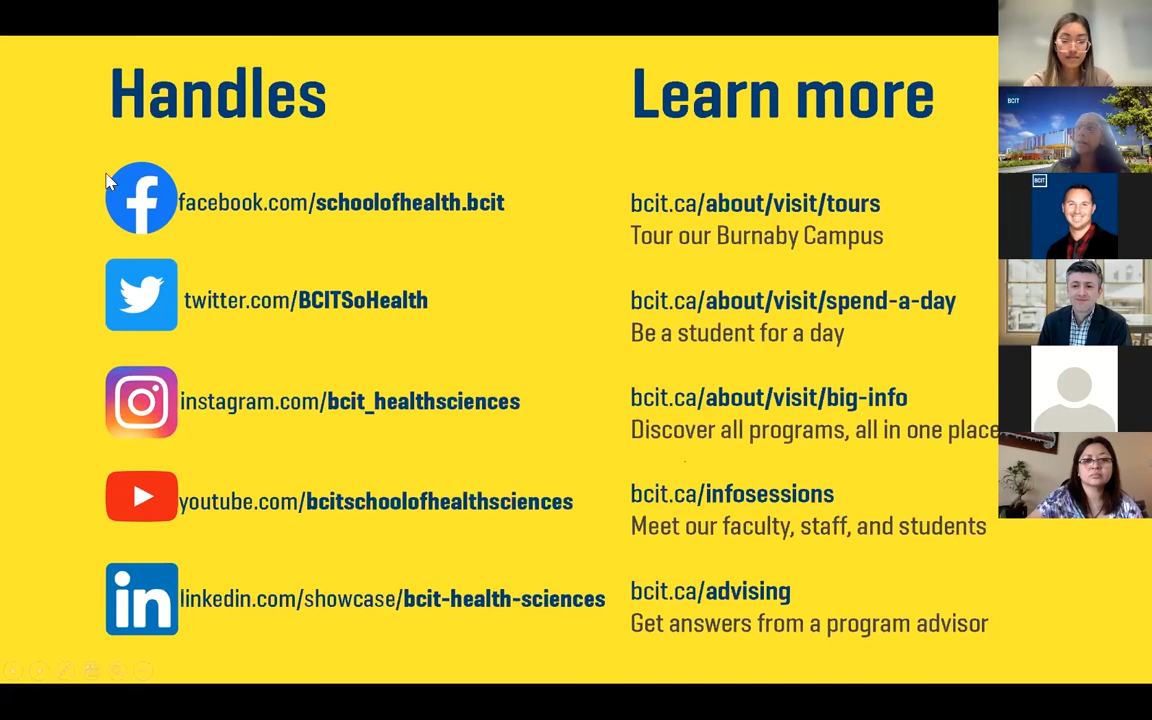 Handles
facebook.com/schoolofhealth.bcit
twitter.com/BCITSoHealth
instagram.com/bcit_healthsciences
youtube.com/bcitschoolofhealthsciences
linkedin.com/showcase/bcit-health-sciences
Learn more
bcit.ca/about/visit/tours
Tour our Burnaby Campus
bcit.ca/about/visit/spend-a-day
Be a student for a day
bcit.ca/about/visit/big-info
Discover all programs, all in one place
bcit.ca/infosessions
Meet our faculty, staff, and students
bcit.ca/advising
Get answers from a program advisor
BCIT
BCIT